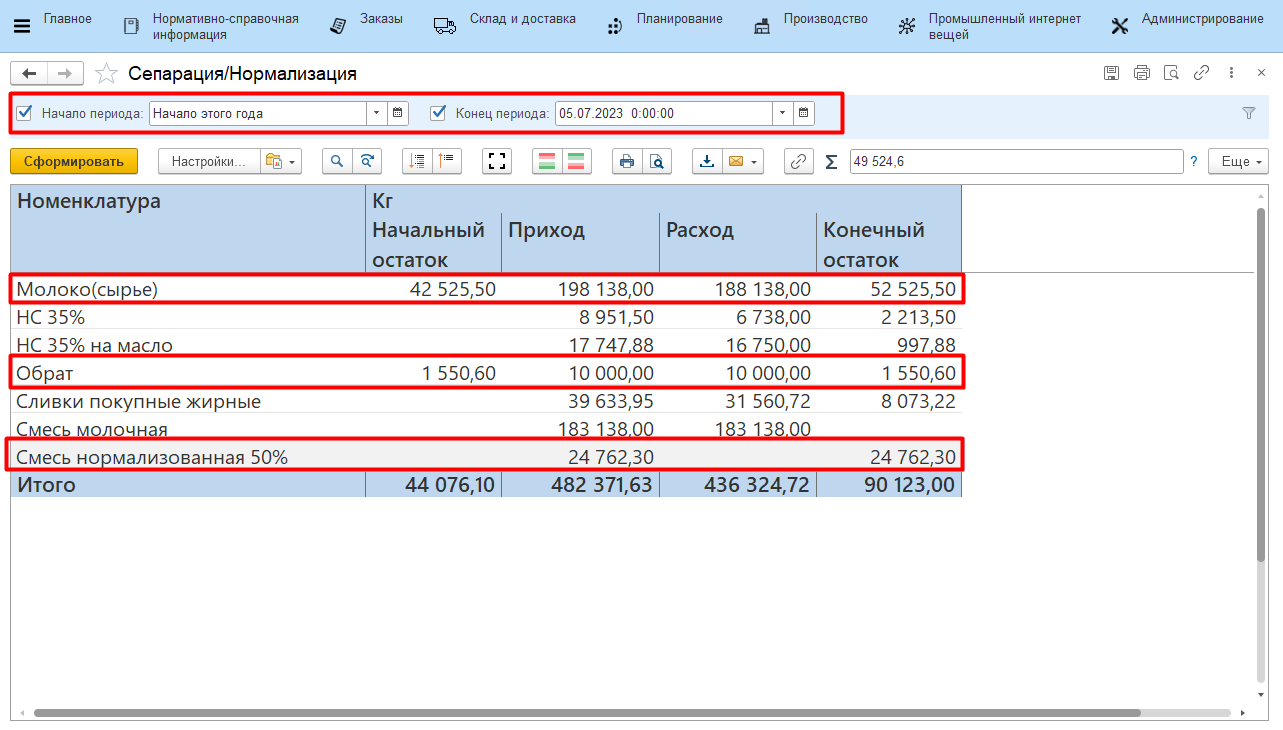 Главное
Нормативно-справочная
информация
Заказы
Склад и доставка
Планирование
Производство
Промышленный интернет
вещей
Администрирование
Сепарация/Нормализация
Начало периода: Начало этого года Конец периода: 05.07.2023 0:00:00
Сформировать Настройки... Σ 49 524,6 ? Еще
Номенклатура Кг
Начальный Приход Расход Конечный
остаток остаток
Молоко(сырье) 42 525,50 198 138,00 188 138,00 52 525,50
НС 35% 8 951,50 6 738,00 2 213,50
НС 35% на масло 17 747,88 16 750,00 997,88
Обрат 1 550,60 10 000,00 10 000,00 1 550,60
Сливки покупные жирные 39 633,95 31 560,72 8 073,22
Смесь молочная 183 138,00 183 138,00
Смесь нормализованная 50% 24 762,30 24 762,30
Итого 44 076,10 482 371,63 436 324,72 90 123,00